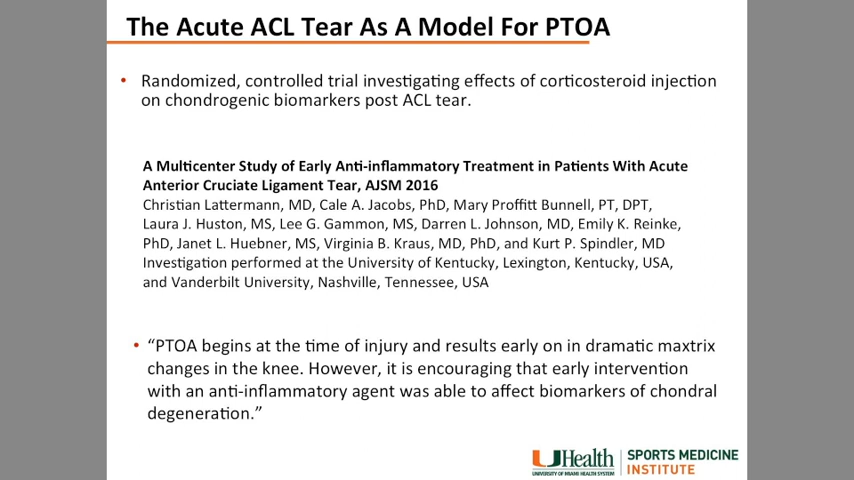 The Acute ACL Tear As A Model For PTOA
• Randomized, controlled trial investigating effects of corticosteroid injection
on chondrogenic biomarkers post ACL tear.
A Multicenter Study of Early Anti-inflammatory Treatment in Patients With Acute
Anterior Cruciate Ligament Tear, AJSM 2016
Christian Lattermann, MD, Cale A. Jacobs, PhD, Mary Proffitt Bunnell, PT, DPT,
Laura J. Huston, MS, Lee G. Gammon, MS, Darren L. Johnson, MD, Emily K. Reinke,
PhD, Janet L. Huebner, MS, Virginia B. Kraus, MD, PhD, and Kurt P. Spindler, MD
Investigation performed at the University of Kentucky, Lexington, Kentucky, USA,
and Vanderbilt University, Nashville, Tennessee, USA
• “PTOA begins at the time of injury and results early on in dramatic maxtrix
changes in the knee. However, it is encouraging that early intervention
with an anti-inflammatory agent was able to affect biomarkers of chondral
degeneration.”
UHealth
UNIVERSITY OF MIAMI HEALTH SYSTEM
SPORTS MEDICINE
INSTITUTE